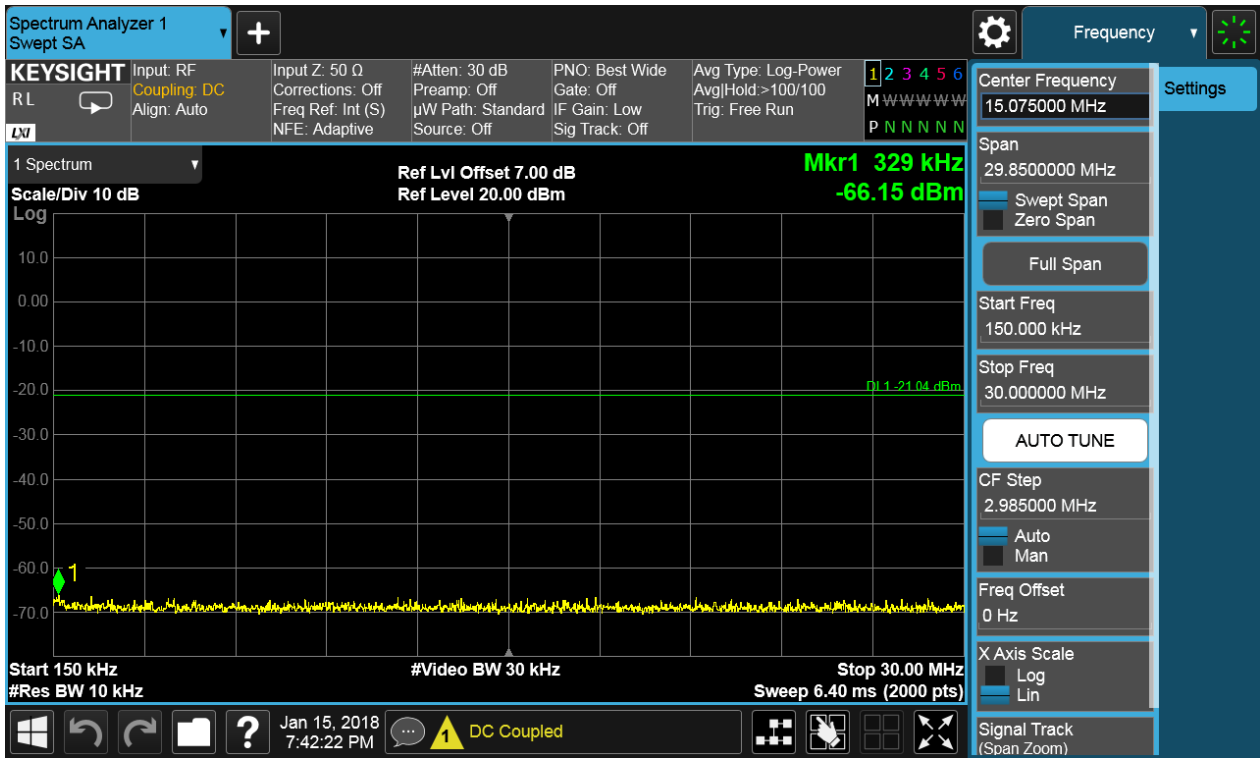 Spectrum Analyzer 1
Swept SA
+
Frequency
KEYSIGHT
RL
LXI
Input: RF
Coupling: DC
Align: Auto
Input Z: 50 Ω
Corrections: Off
Freq Ref: Int (S)
NFE: Adaptive
#Atten: 30 dB
Preamp: Off
µW Path: Standard
Source: Off
PNO: Best Wide
Gate: Off
IF Gain: Low
Sig Track: Off
Avg Type: Log-Power
Avg|Hold:>100/100
Trig: Free Run
1 2 3 4 5 6
M W W W W W
P N N N N N
1 Spectrum
Scale/Div 10 dB
Log
Ref Lvl Offset 7.00 dB
Ref Level 20.00 dBm
Mkr1 329 kHz
-66.15 dBm
10.0
0.00
-10.0
-20.0
DL1 -21.04 dBm
-30.0
-40.0
-50.0
-60.0
1
-70.0
Start 150 kHz
#Video BW 30 kHz
Stop 30.00 MHz
#Res BW 10 kHz
Sweep 6.40 ms (2000 pts)
?
Jan 15, 2018
7:42:22 PM
1
DC Coupled
Center Frequency
15.075000 MHz
Span
29.8500000 MHz
Swept Span
Zero Span
Full Span
Start Freq
150.000 kHz
Stop Freq
30.000000 MHz
AUTO TUNE
CF Step
2.985000 MHz
Auto
Man
Freq Offset
0 Hz
X Axis Scale
Log
Lin
Signal Track
(Span Zoom)
Settings